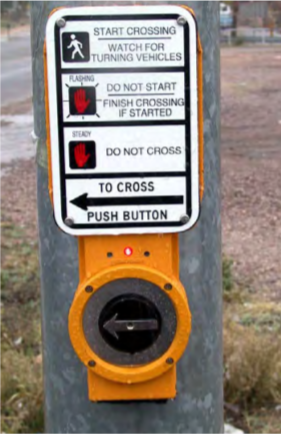 START CROSSING
WATCH FOR
TURNING VEHICLES
FLASHING
DO NOT START
FINISH CROSSING
IF STARTED
STEADY
DO NOT CROSS
TO CROSS
PUSH BUTTON